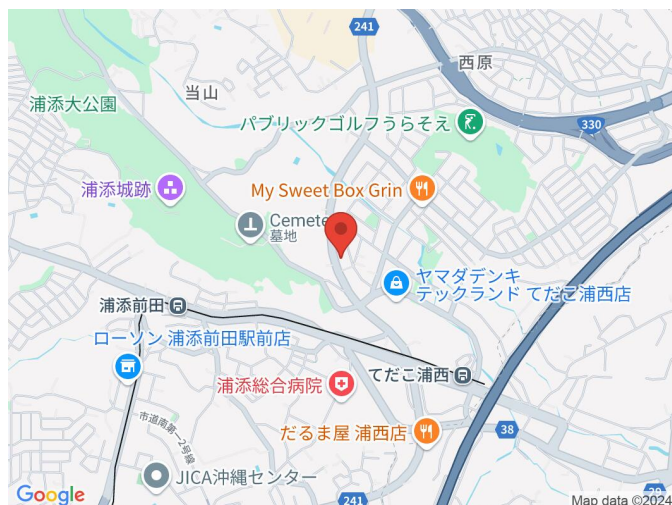 241
西原
当山
浦添大公園
パブリックゴルフうらそえ
330
浦添城跡
My Sweet Box Grin
Cemete
墓地
ヤマダデンキ
テックランド てだこ浦西店
浦添前田
ローソン 浦添前田駅前店
てだこ浦西
浦添総合病院
市道南第一2号線
だるま屋 浦西店
38
JICA沖縄センター
241
Google
Map data ©2024